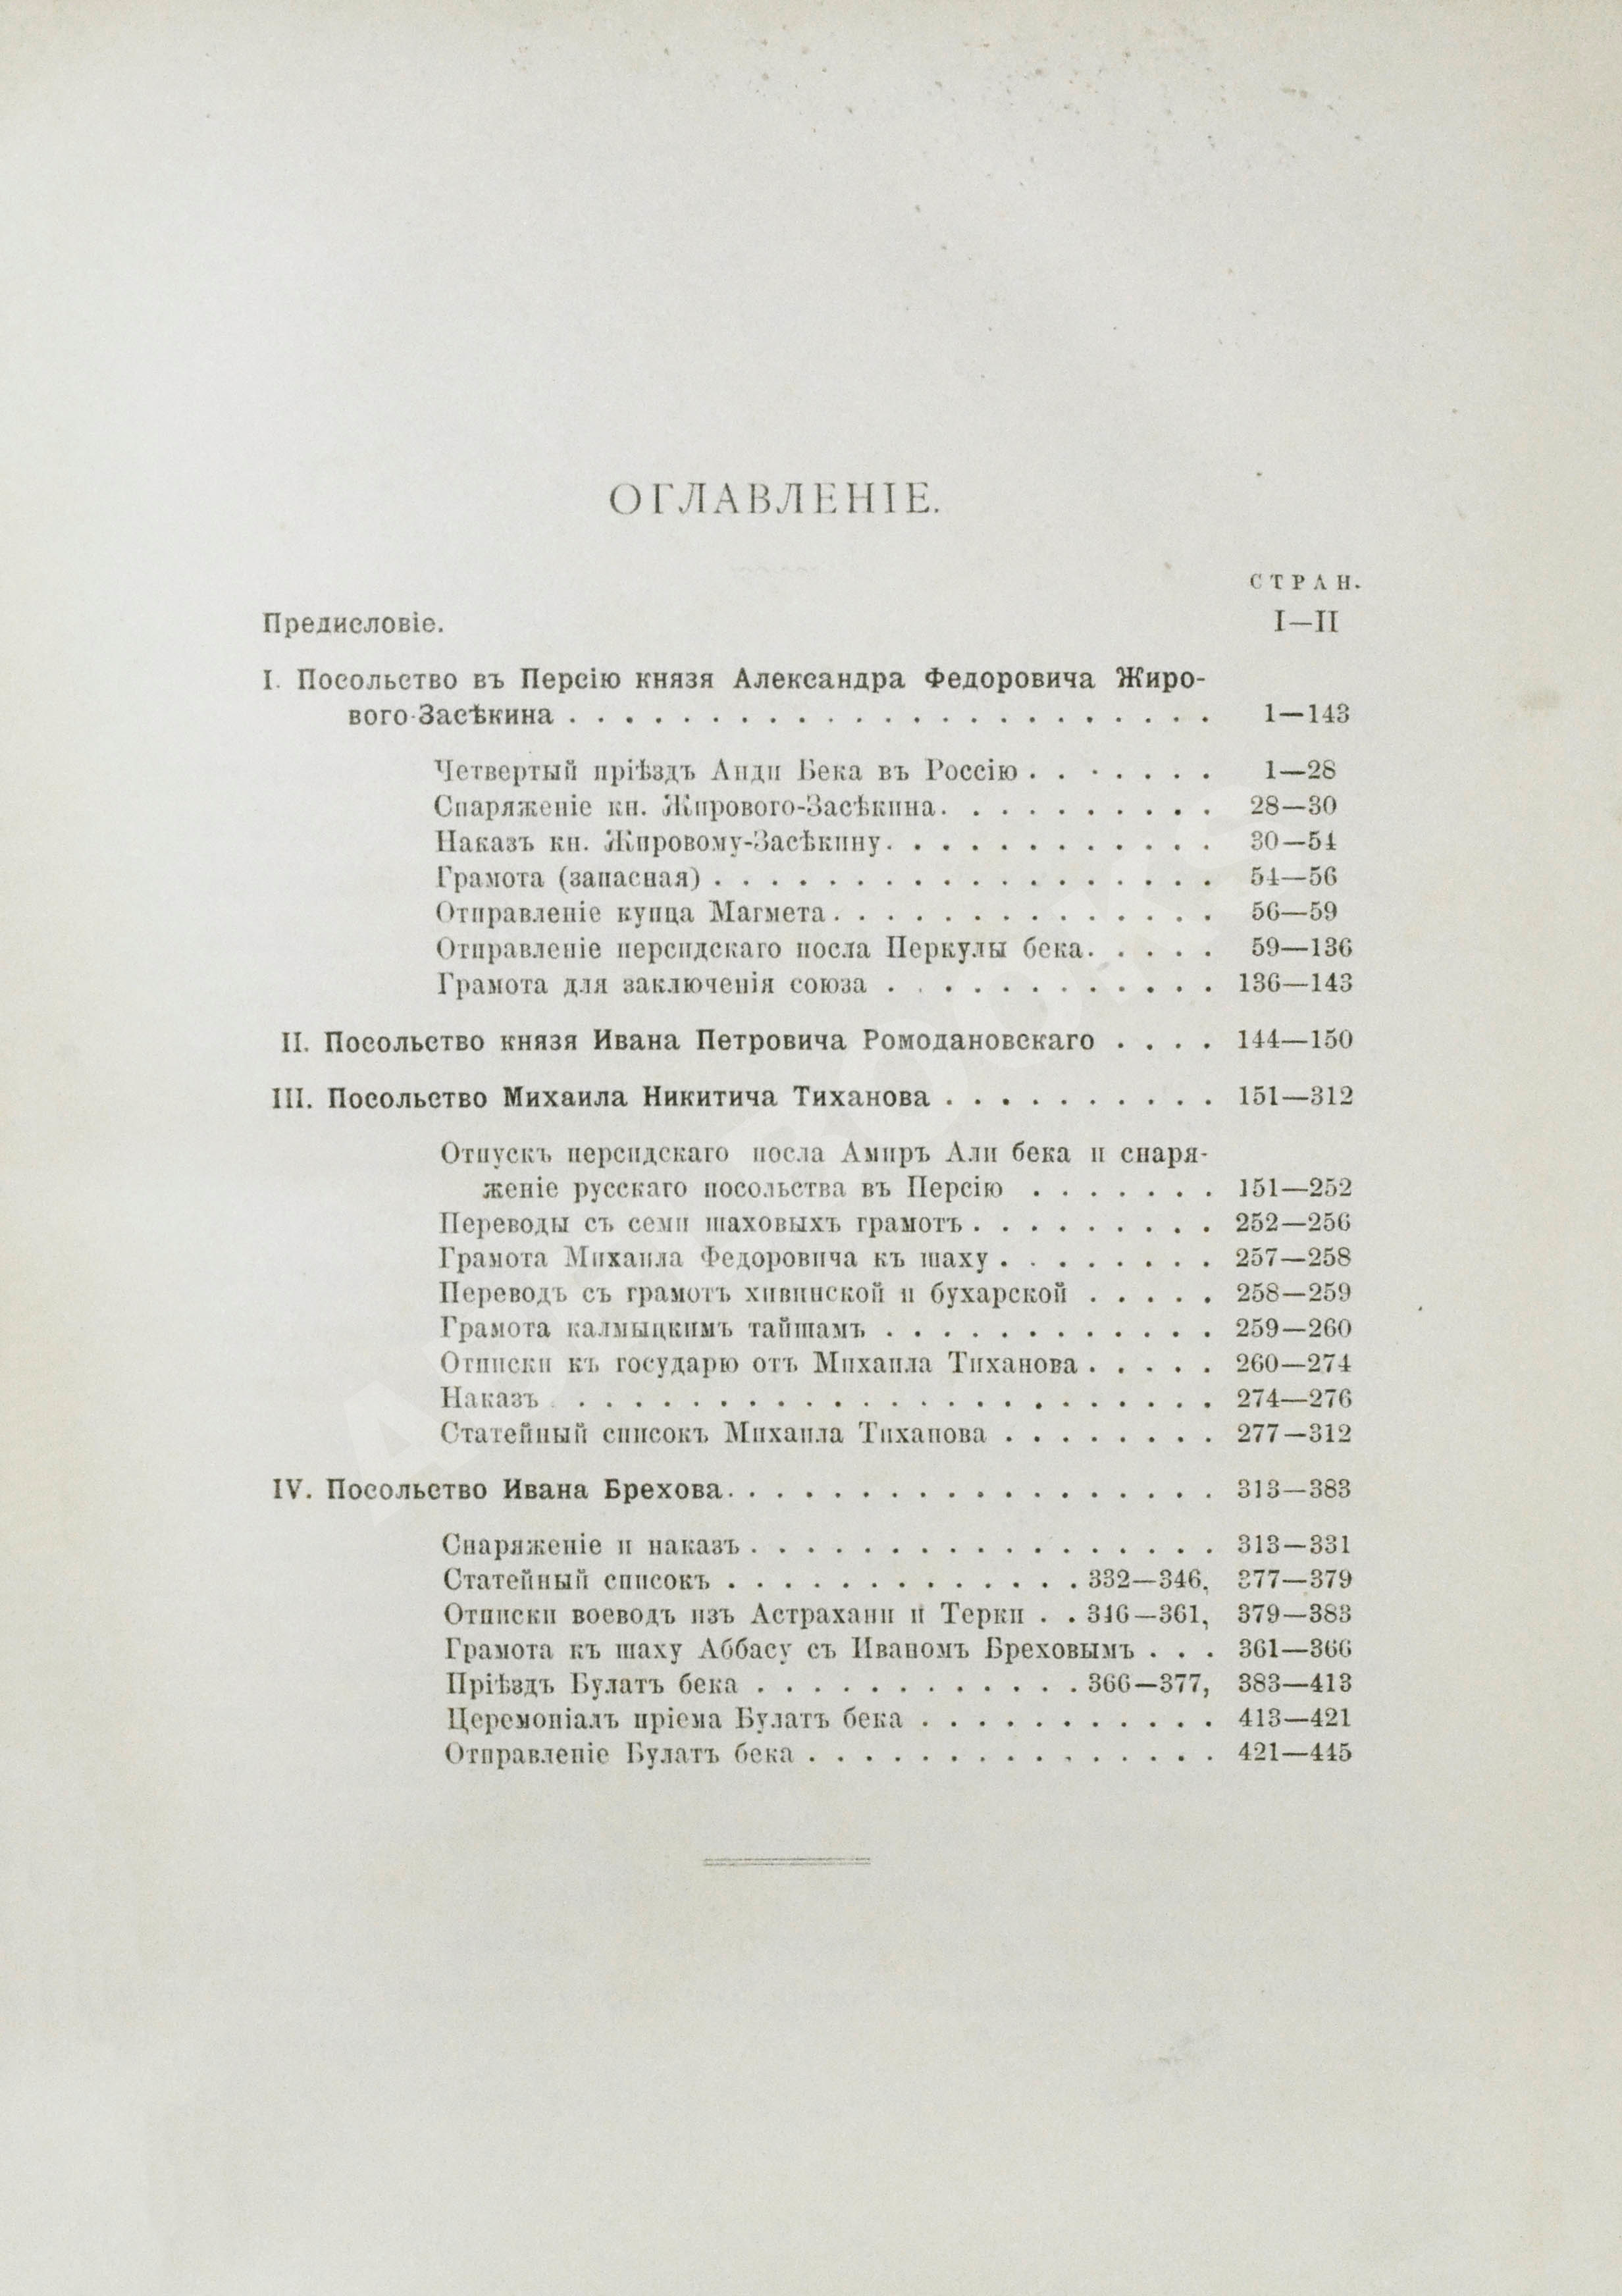 ОГЛАВЛЕНІЕ.
СТРАН.
Предисловіе. I—II
I. Посольство въ Персію князя Александра Федоровича Жиро-
вого-Засѣкина . . . . . . . . . . . . . . . . . . . . . . . 1—143
Четвертый пріѣздъ Анди Бека въ Россію . . . . . . . 1—28
Снаряженіе кн. Жирового-Засѣкина. . . . . . . . . . 28—30
Наказъ кн. Жировому-Засѣкину. . . . . . . . . . . . 30—54
Грамота (запасная) . . . . . . . . . . . . . . . . . . 54—56
Отправленіе купца Магмета . . . . . . . . . . . . . . 56—59
Отправленіе персидскаго посла Перкулы бека. . . . . 59—136
Грамота для заключенія союза . . . . . . . . . . . . 136—143
II. Посольство князя Ивана Петровича Ромодановскаго . . . . 144—150
III. Посольство Михаила Никитича Тиханова . . . . . . . . . . 151—312
Отпускъ персидскаго посла Амиръ Али бека и снаря-
женіе русскаго посольства въ Персію . . . . . . . 151—252
Переводы съ семи шаховыхъ грамотъ . . . . . . . . . 252—256
Грамота Михаила Федоровича къ шаху . . . . . . . . 257—258
Переводъ съ грамотъ хивинской и бухарской . . . . . 258—259
Грамота калмыцкимъ тайшамъ . . . . . . . . . . . . 259—260
Отписки къ государю отъ Михаила Тиханова . . . . . 260—274
Наказъ . . . . . . . . . . . . . . . . . . . . . . . . 274—276
Статейный списокъ Михаила Тиханова . . . . . . . . 277—312
IV. Посольство Ивана Брехова. . . . . . . . . . . . . . . . . . 313—383
Снаряженіе и наказъ . . . . . . . . . . . . . . . . . 313—331
Статейный списокъ . . . . . . . . . . . . . 332—346, 377—379
Отписки воеводъ изъ Астрахани и Терки . . 346—361, 379—383
Грамота къ шаху Аббасу съ Иваномъ Бреховымъ . . . 361—366
Пріѣздъ Булатъ бека . . . . . . . . . . . . 366—377, 383—413
Церемоніалъ пріема Булатъ бека . . . . . . . . . . . 413—421
Отправленіе Булатъ бека . . . . . . . . . . . . . . . 421—445